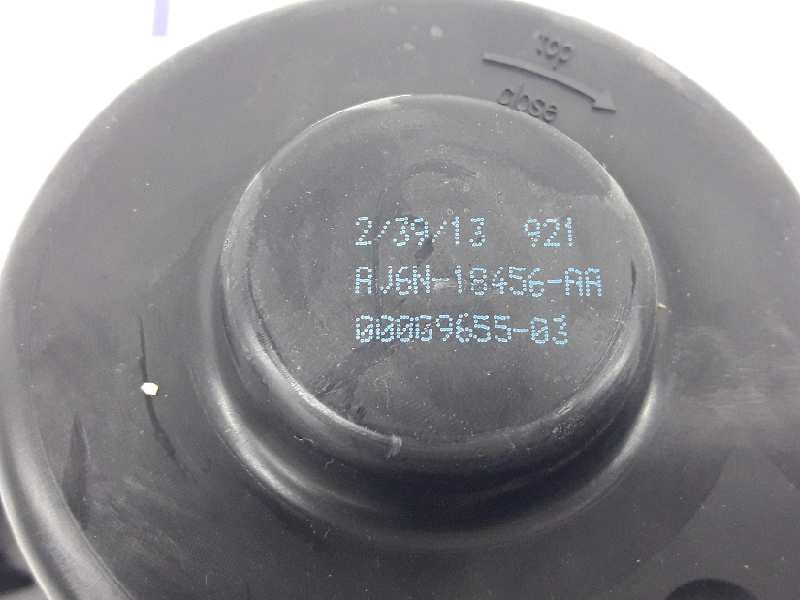 top
close
2/39/13 921
AJ6N-18456-AA
00009655-03